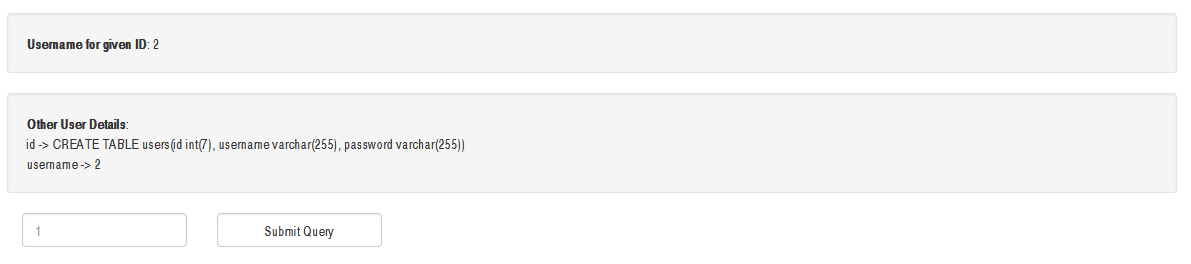 Username for given ID: 2
Other User Details:
id -> CREATE TABLE users(id int(7), username varchar(255), password varchar(255))
username -> 2
1
Submit Query